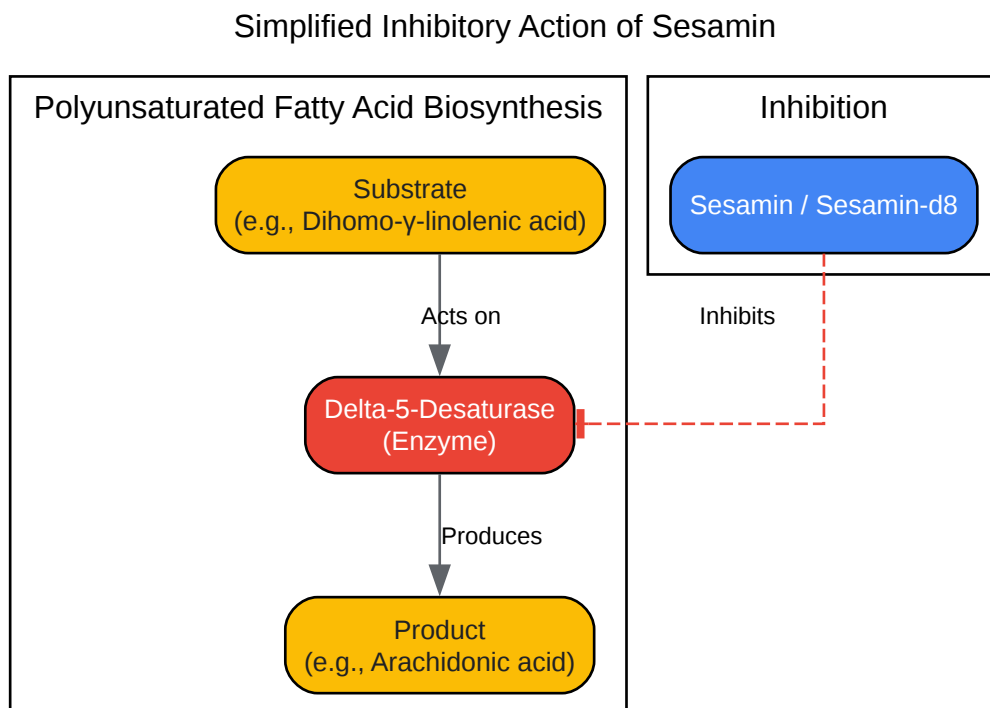 Simplified Inhibitory Action of Sesamin
Polyunsaturated Fatty Acid Biosynthesis
Inhibition
Substrate
(e.g., Dihomo-γ-linolenic acid)
Sesamin / Sesamin-d8
Acts on
Inhibits
Delta-5-Desaturase
(Enzyme)
Produces
Product
(e.g., Arachidonic acid)